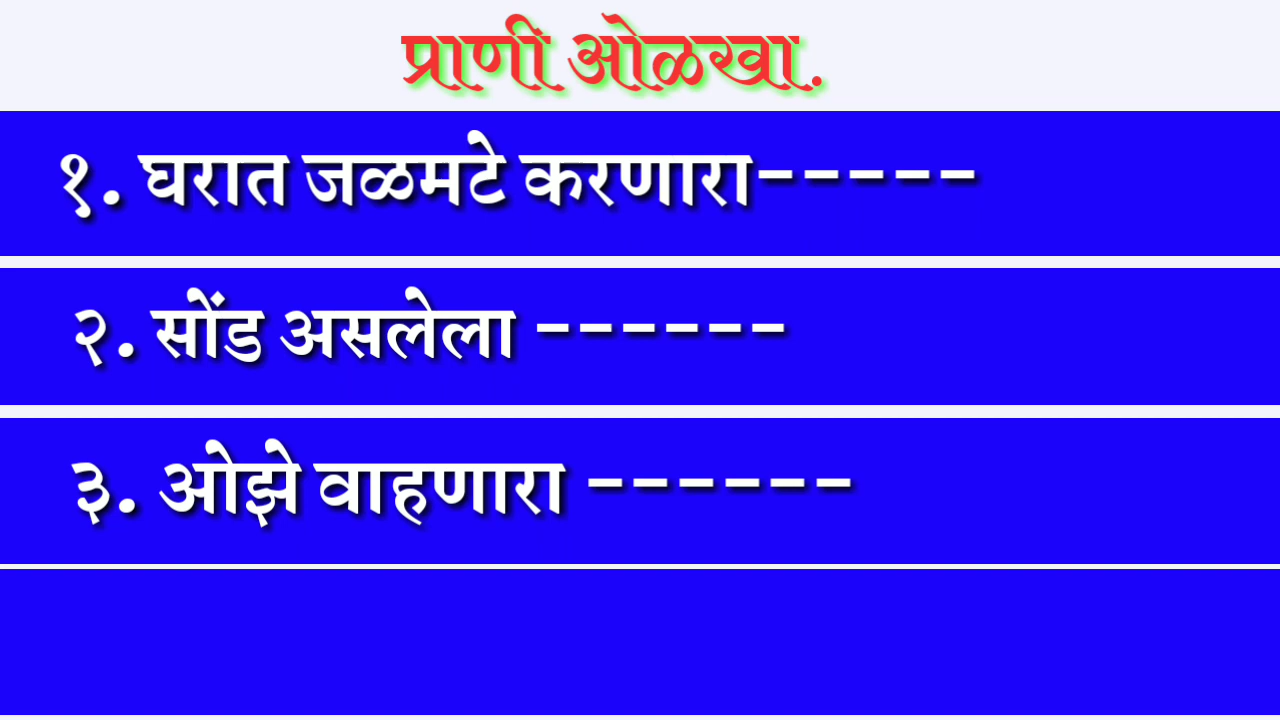 प्राणी ओळखा.
१. घरात जळमटे करणारा-----
२. सोंड असलेला ------
३. ओझे वाहणारा ------